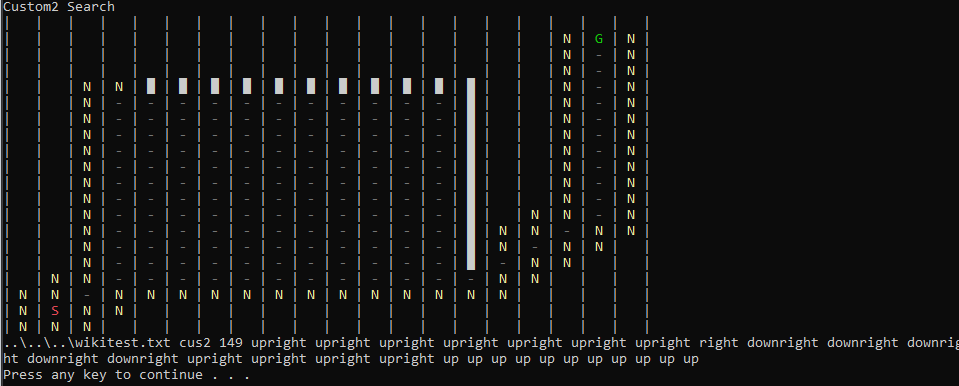 Custom2 Search
| | | | | | | | | | | | | | | | | | | | |
| | | | | | | | | | | | | | | | | |N|G|N|
| | | | | | | | | | | | | | | | | |N|-|N|
| | | | | | | | | | | | | | | | | |N|-|N|
| | |N|N|█|█|█|█|█|█|█|█|█|█|█| | |N|-|N|
| | |N|-|-|-|-|-|-|-|-|-|-|-|█| | |N|-|N|
| | |N|-|-|-|-|-|-|-|-|-|-|-|█| | |N|-|N|
| | |N|-|-|-|-|-|-|-|-|-|-|-|█| | |N|-|N|
| | |N|-|-|-|-|-|-|-|-|-|-|-|█| | |N|-|N|
| | |N|-|-|-|-|-|-|-|-|-|-|-|█| | |N|-|N|
| | |N|-|-|-|-|-|-|-|-|-|-|-|█| | |N|-|N|
| | |N|-|-|-|-|-|-|-|-|-|-|-|█| | |N|-|N|
| | |N|-|-|-|-|-|-|-|-|-|-|-|█| |N|N|-|N|
| | |N|-|-|-|-|-|-|-|-|-|-|-|█|N|N|-|N|N|
| | |N|-|-|-|-|-|-|-|-|-|-|-|█|N|-|N|N| |
| | |N|-|-|-|-|-|-|-|-|-|-|-|█|-|N|N| | |
| |N|N|-|-|-|-|-|-|-|-|-|-|-|-|N|N| | | |
|N|N|-|N|N|N|N|N|N|N|N|N|N|N|N|N| | | | |
|N|S|N|N| | | | | | | | | | | | | | | | |
|N|N|N| | | | | | | | | | | | | | | | | |
..\..\..\wikitest.txt cus2 149 upright upright upright upright upright upright upright right downright downright downrig
ht downright downright upright upright upright upright up up up up up up up up up up up
Press any key to continue . . .